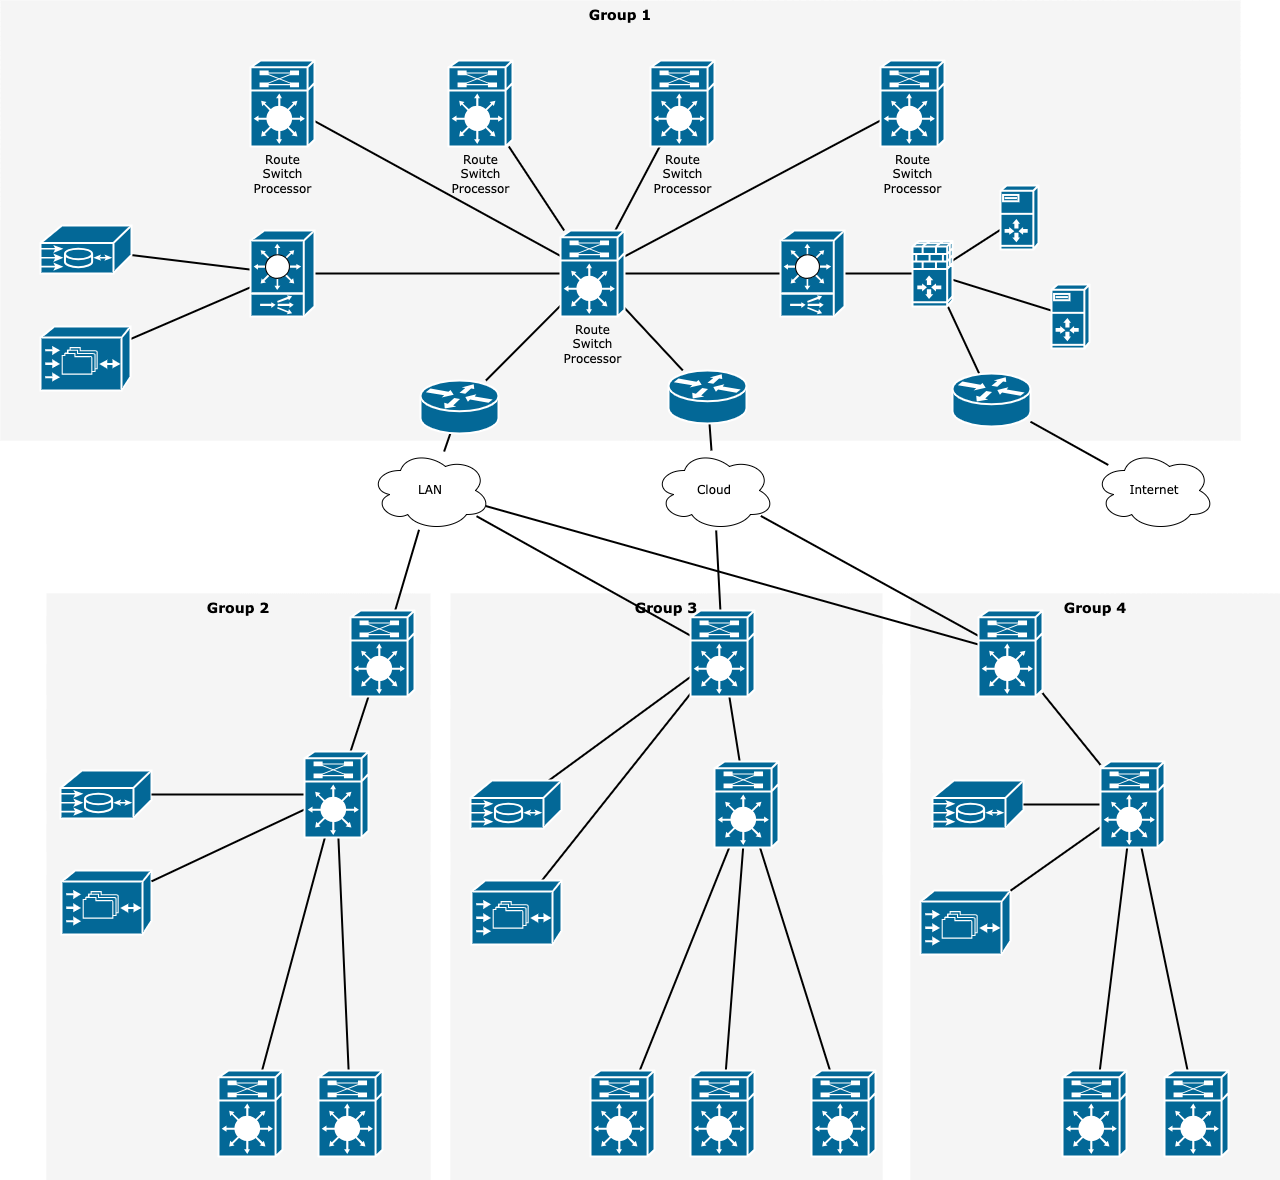 Group 1
Route
Switch
Processor
Route
Switch
Processor
Route
Switch
Processor
Route
Switch
Processor
Route
Switch
Processor
LAN
Cloud
Internet
Group 2
Group 3
Group 4